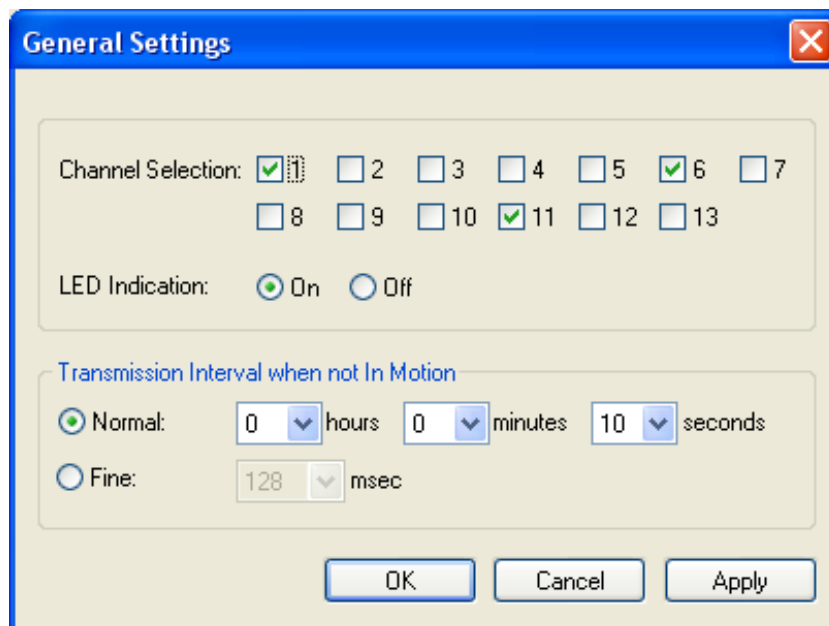 General Settings
Channel Selection: 1 2 3 4 5 6 7
8 9 10 11 12 13
LED Indication: On Off
Transmission Interval when not In Motion
Normal: 0 hours 0 minutes 10 seconds
Fine: 128 msec
OK Cancel Apply